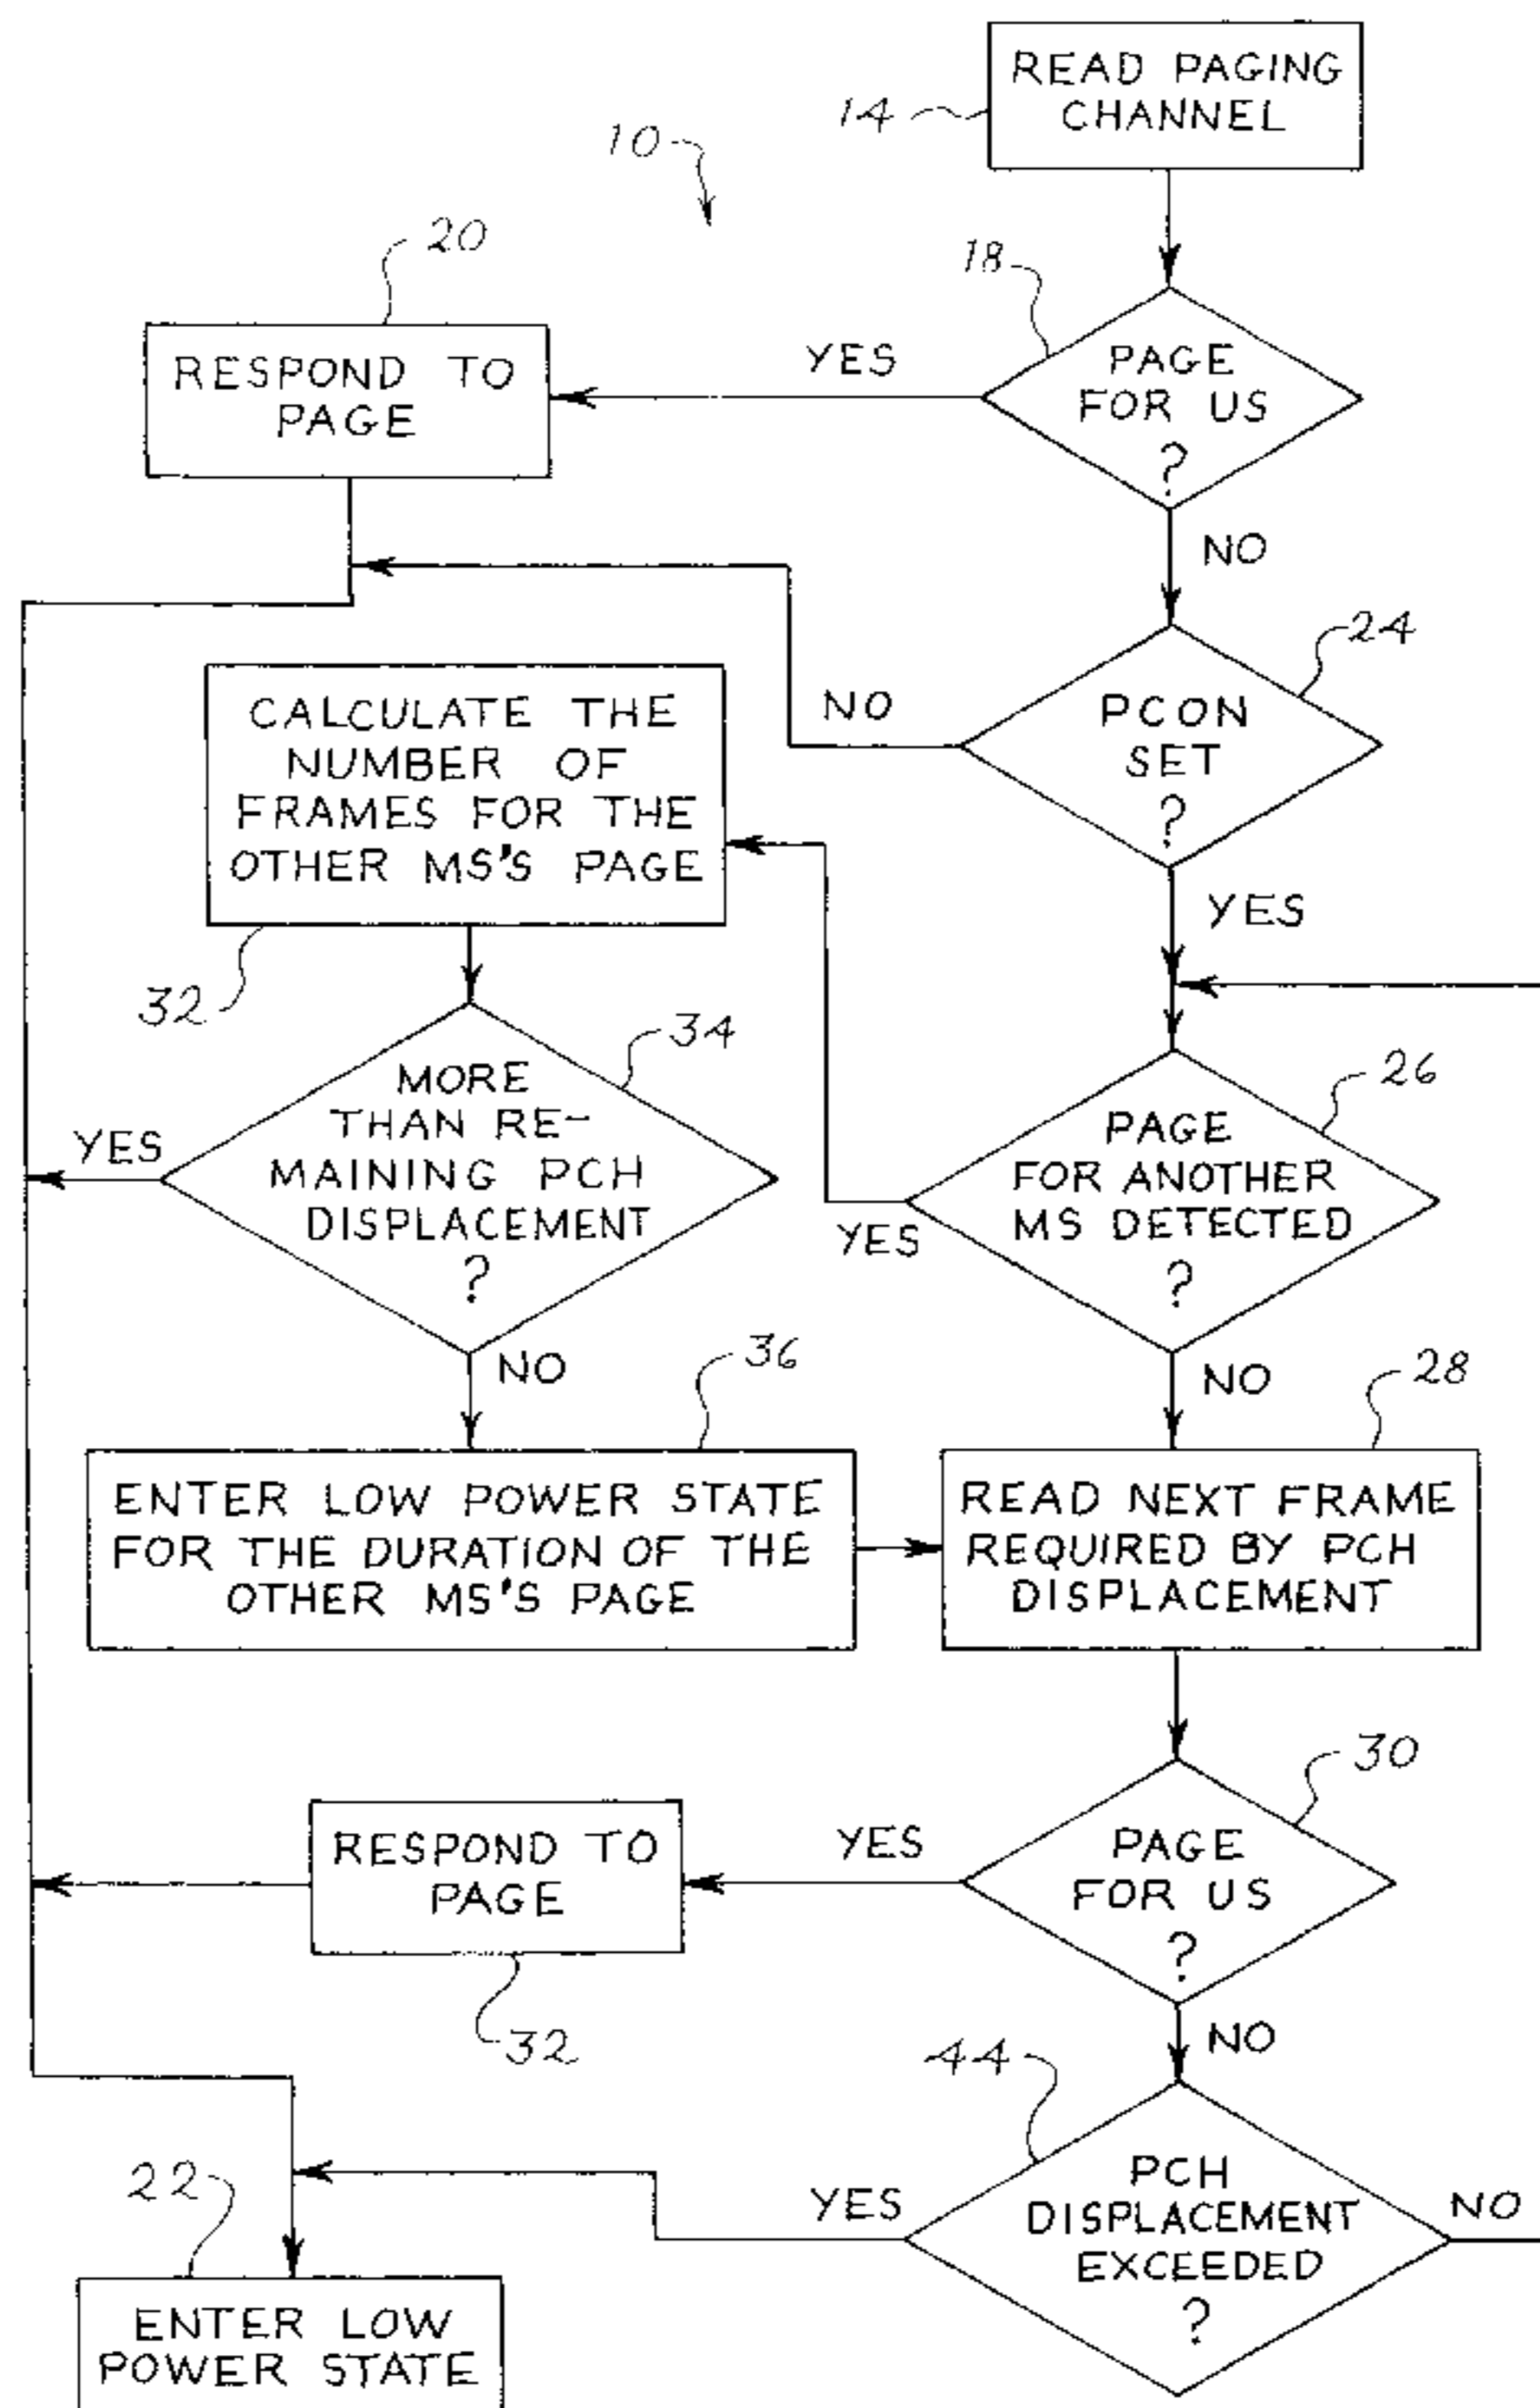 READ PAGING
CHANNEL
14
10
18
PAGE
FOR US
?
YES
20
RESPOND TO
PAGE
NO
24
PCON
SET
?
NO
YES
CALCULATE THE
NUMBER OF
FRAMES FOR THE
OTHER MS'S PAGE
32
34
MORE
THAN RE-
MAINING PCH
DISPLACEMENT
?
YES
NO
26
PAGE
FOR ANOTHER
MS DETECTED
?
YES
NO
36
ENTER LOW POWER STATE
FOR THE DURATION OF THE
OTHER MS'S PAGE
28
READ NEXT FRAME
REQUIRED BY PCH
DISPLACEMENT
30
PAGE
FOR US
?
YES
RESPOND TO
PAGE
32
NO
44
PCH
DISPLACEMENT
EXCEEDED
?
YES
NO
22
ENTER LOW
POWER STATE